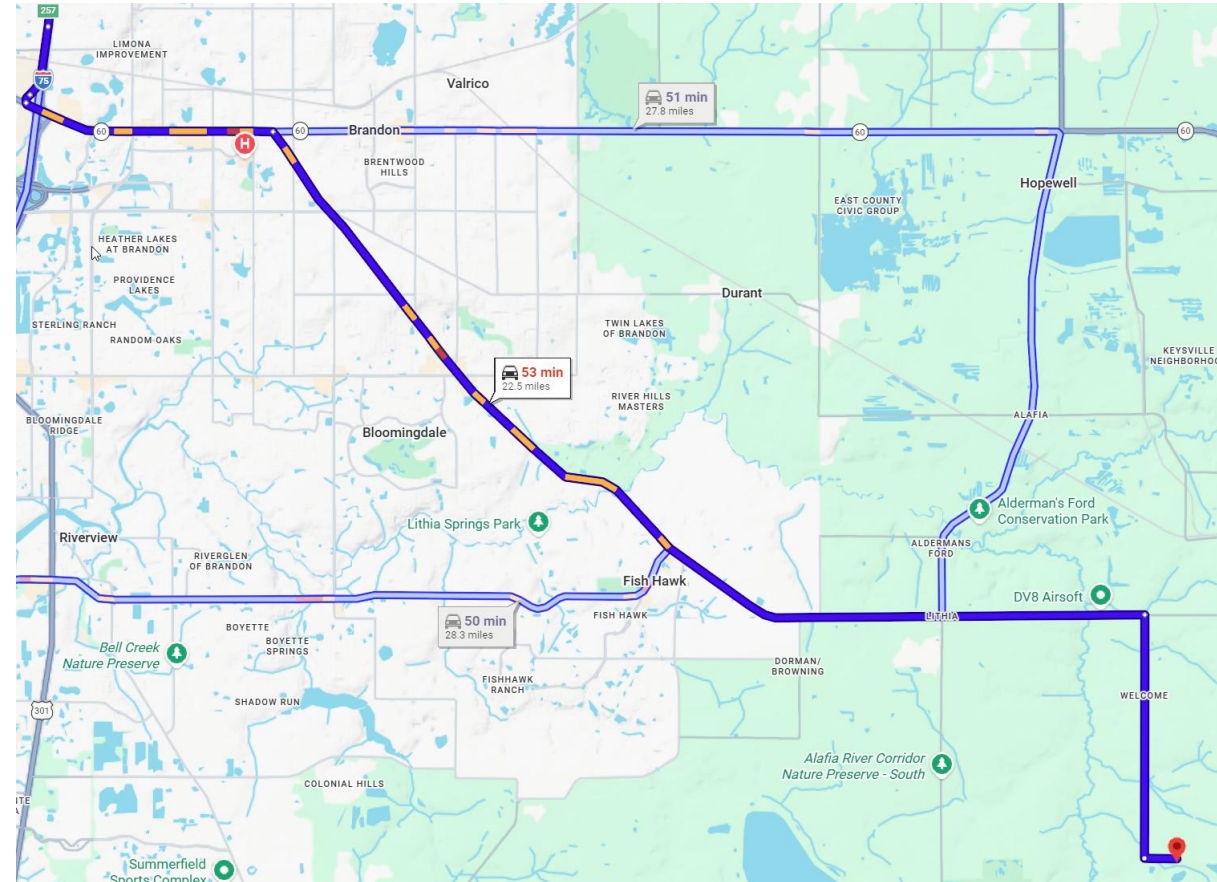 257
LIMONA
IMPROVEMENT
75
Valrico
51 min
27.8 miles
60
60
Brandon
60
60
H
BRENTWOOD
HILLS
Hopewell
EAST COUNTY
CIVIC GROUP
HEATHER LAKES
AT BRANDON
PROVIDENCE
LAKES
Durant
STERLING RANCH
RANDOM OAKS
TWIN LAKES
OF BRANDON
KEYSVILLE
53 min
22.5 miles
RIVER HILLS
MASTERS
BLOOMINGDALE
RIDGE
Bloomingdale
ALAFIA
Lithia Springs Park
Alderman's Ford
Conservation Park
Riverview
RIVERGLEN
OF BRANDON
ALDERMANS
FORD
Fish Hawk
DV8 Airsoft
50 min
28.3 miles
FISH HAWK
LITHIA
BOYETTE
BOYETTE
SPRINGS
Bell Creek
Nature Preserve
DORMAN/
BROWNING
FISHHAWK
RANCH
WELCOME
SHADOW RUN
301
Alafia River Corridor
Nature Preserve - South
COLONIAL HILLS
Summerfield
Sports Complex